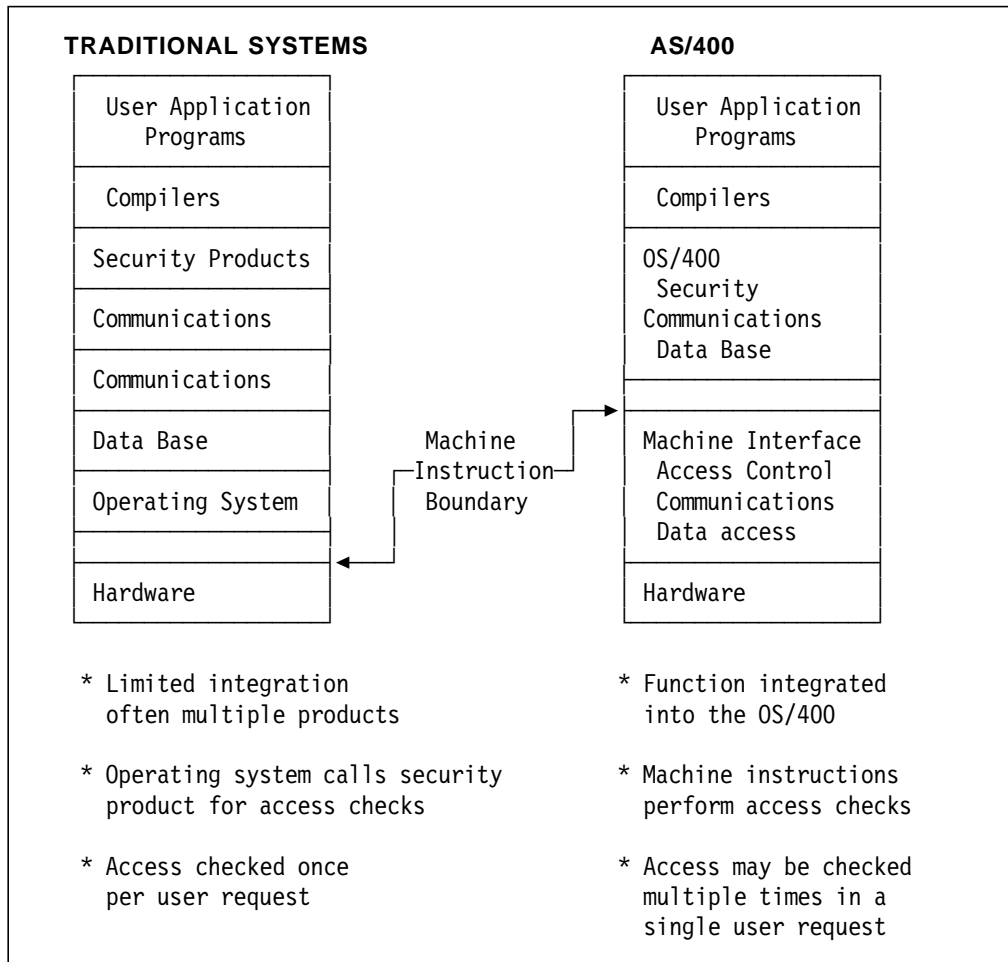 TRADITIONAL SYSTEMS
User Application
Programs
Compilers
Security Products
Communications
Communications
Data Base
Operating System
Hardware
Machine
Instruction
Boundary
AS/400
User Application
Programs
Compilers
OS/400
Security
Communications
Data Base
Machine Interface
Access Control
Communications
Data access
Hardware
* Limited integration
often multiple products
* Operating system calls security
product for access checks
* Access checked once
per user request
* Function integrated
into the OS/400
* Machine instructions
perform access checks
* Access may be checked
multiple times in a
single user request